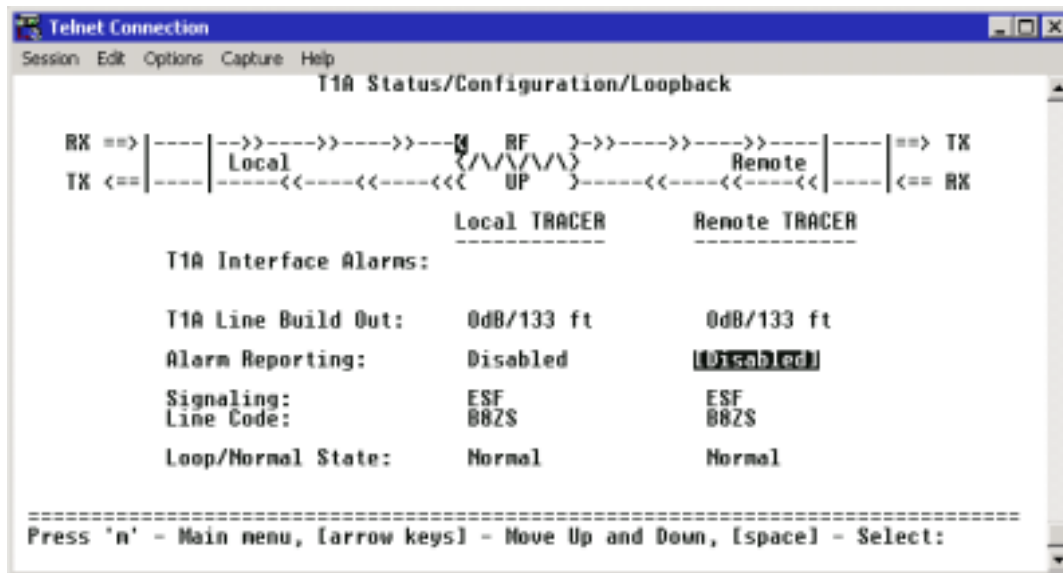 Telnet Connection
Session Edit Options Capture Help
T1A Status/Configuration/Loopback
RX ==>|----|-->>---->>---->>---{ RF }->>---->>---->>----|----|==> TX
Local {/\/\/\/\} Remote
TX <==|----|-----<<----<<----<<{ UP }-----<<----<<----<<|----|<== RX
Local TRACER Remote TRACER
------------ -------------
T1A Interface Alarms:
T1A Line Build Out: 0dB/133 ft 0dB/133 ft
Alarm Reporting: Disabled [Disabled]
Signaling: ESF ESF
Line Code: B8ZS B8ZS
Loop/Normal State: Normal Normal
===============================================================================
Press 'm' - Main menu, [arrow keys] - Move Up and Down, [space] - Select: